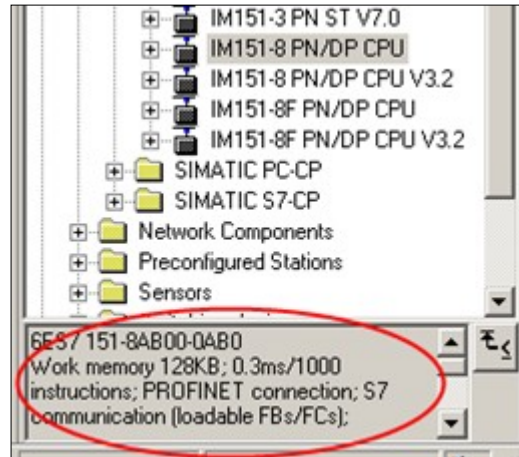 IM151-3 PN ST V7.0
IM151-8 PN/DP CPU
IM151-8 PN/DP CPU V3.2
IM151-8F PN/DP CPU
IM151-8F PN/DP CPU V3.2
SIMATIC PC-CP
SIMATIC S7-CP
Network Components
Preconfigured Stations
Sensors
6ES7 151-8AB00-0AB0
Work memory 128KB; 0.3ms/1000
instructions; PROFINET connection; S7
communication (loadable FBs/FCs);